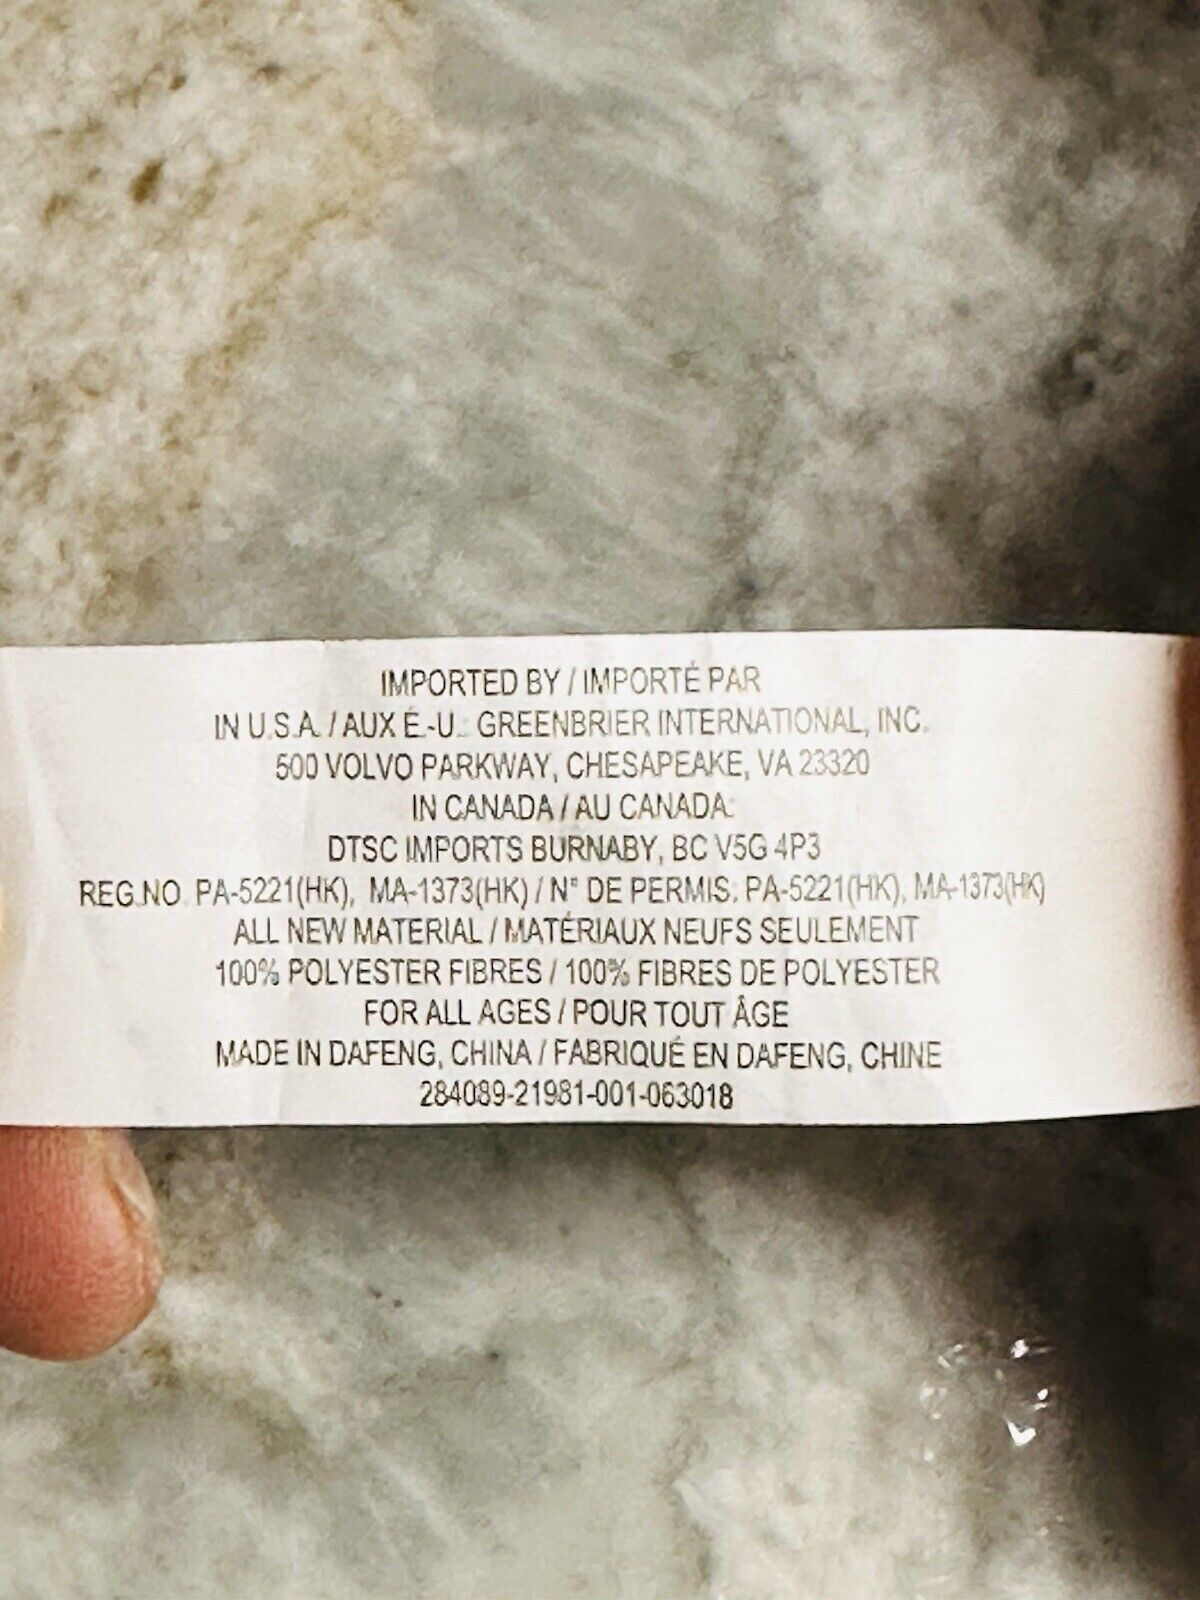 IMPORTED BY / IMPORTÉ PAR
IN U.S.A. / AUX É.-U.: GREENBRIER INTERNATIONAL, INC.
500 VOLVO PARKWAY, CHESAPEAKE, VA 23320
IN CANADA / AU CANADA:
DTSC IMPORTS BURNABY, BC V5G 4P3
REG.NO. PA-5221(HK), MA-1373(HK) / N° DE PERMIS: PA-5221(HK), MA-1373(HK)
ALL NEW MATERIAL / MATÉRIAUX NEUFS SEULEMENT
100% POLYESTER FIBRES / 100% FIBRES DE POLYESTER
FOR ALL AGES / POUR TOUT ÂGE
MADE IN DAFENG, CHINA / FABRIQUÉ EN DAFENG, CHINE
284089-21981-001-063018